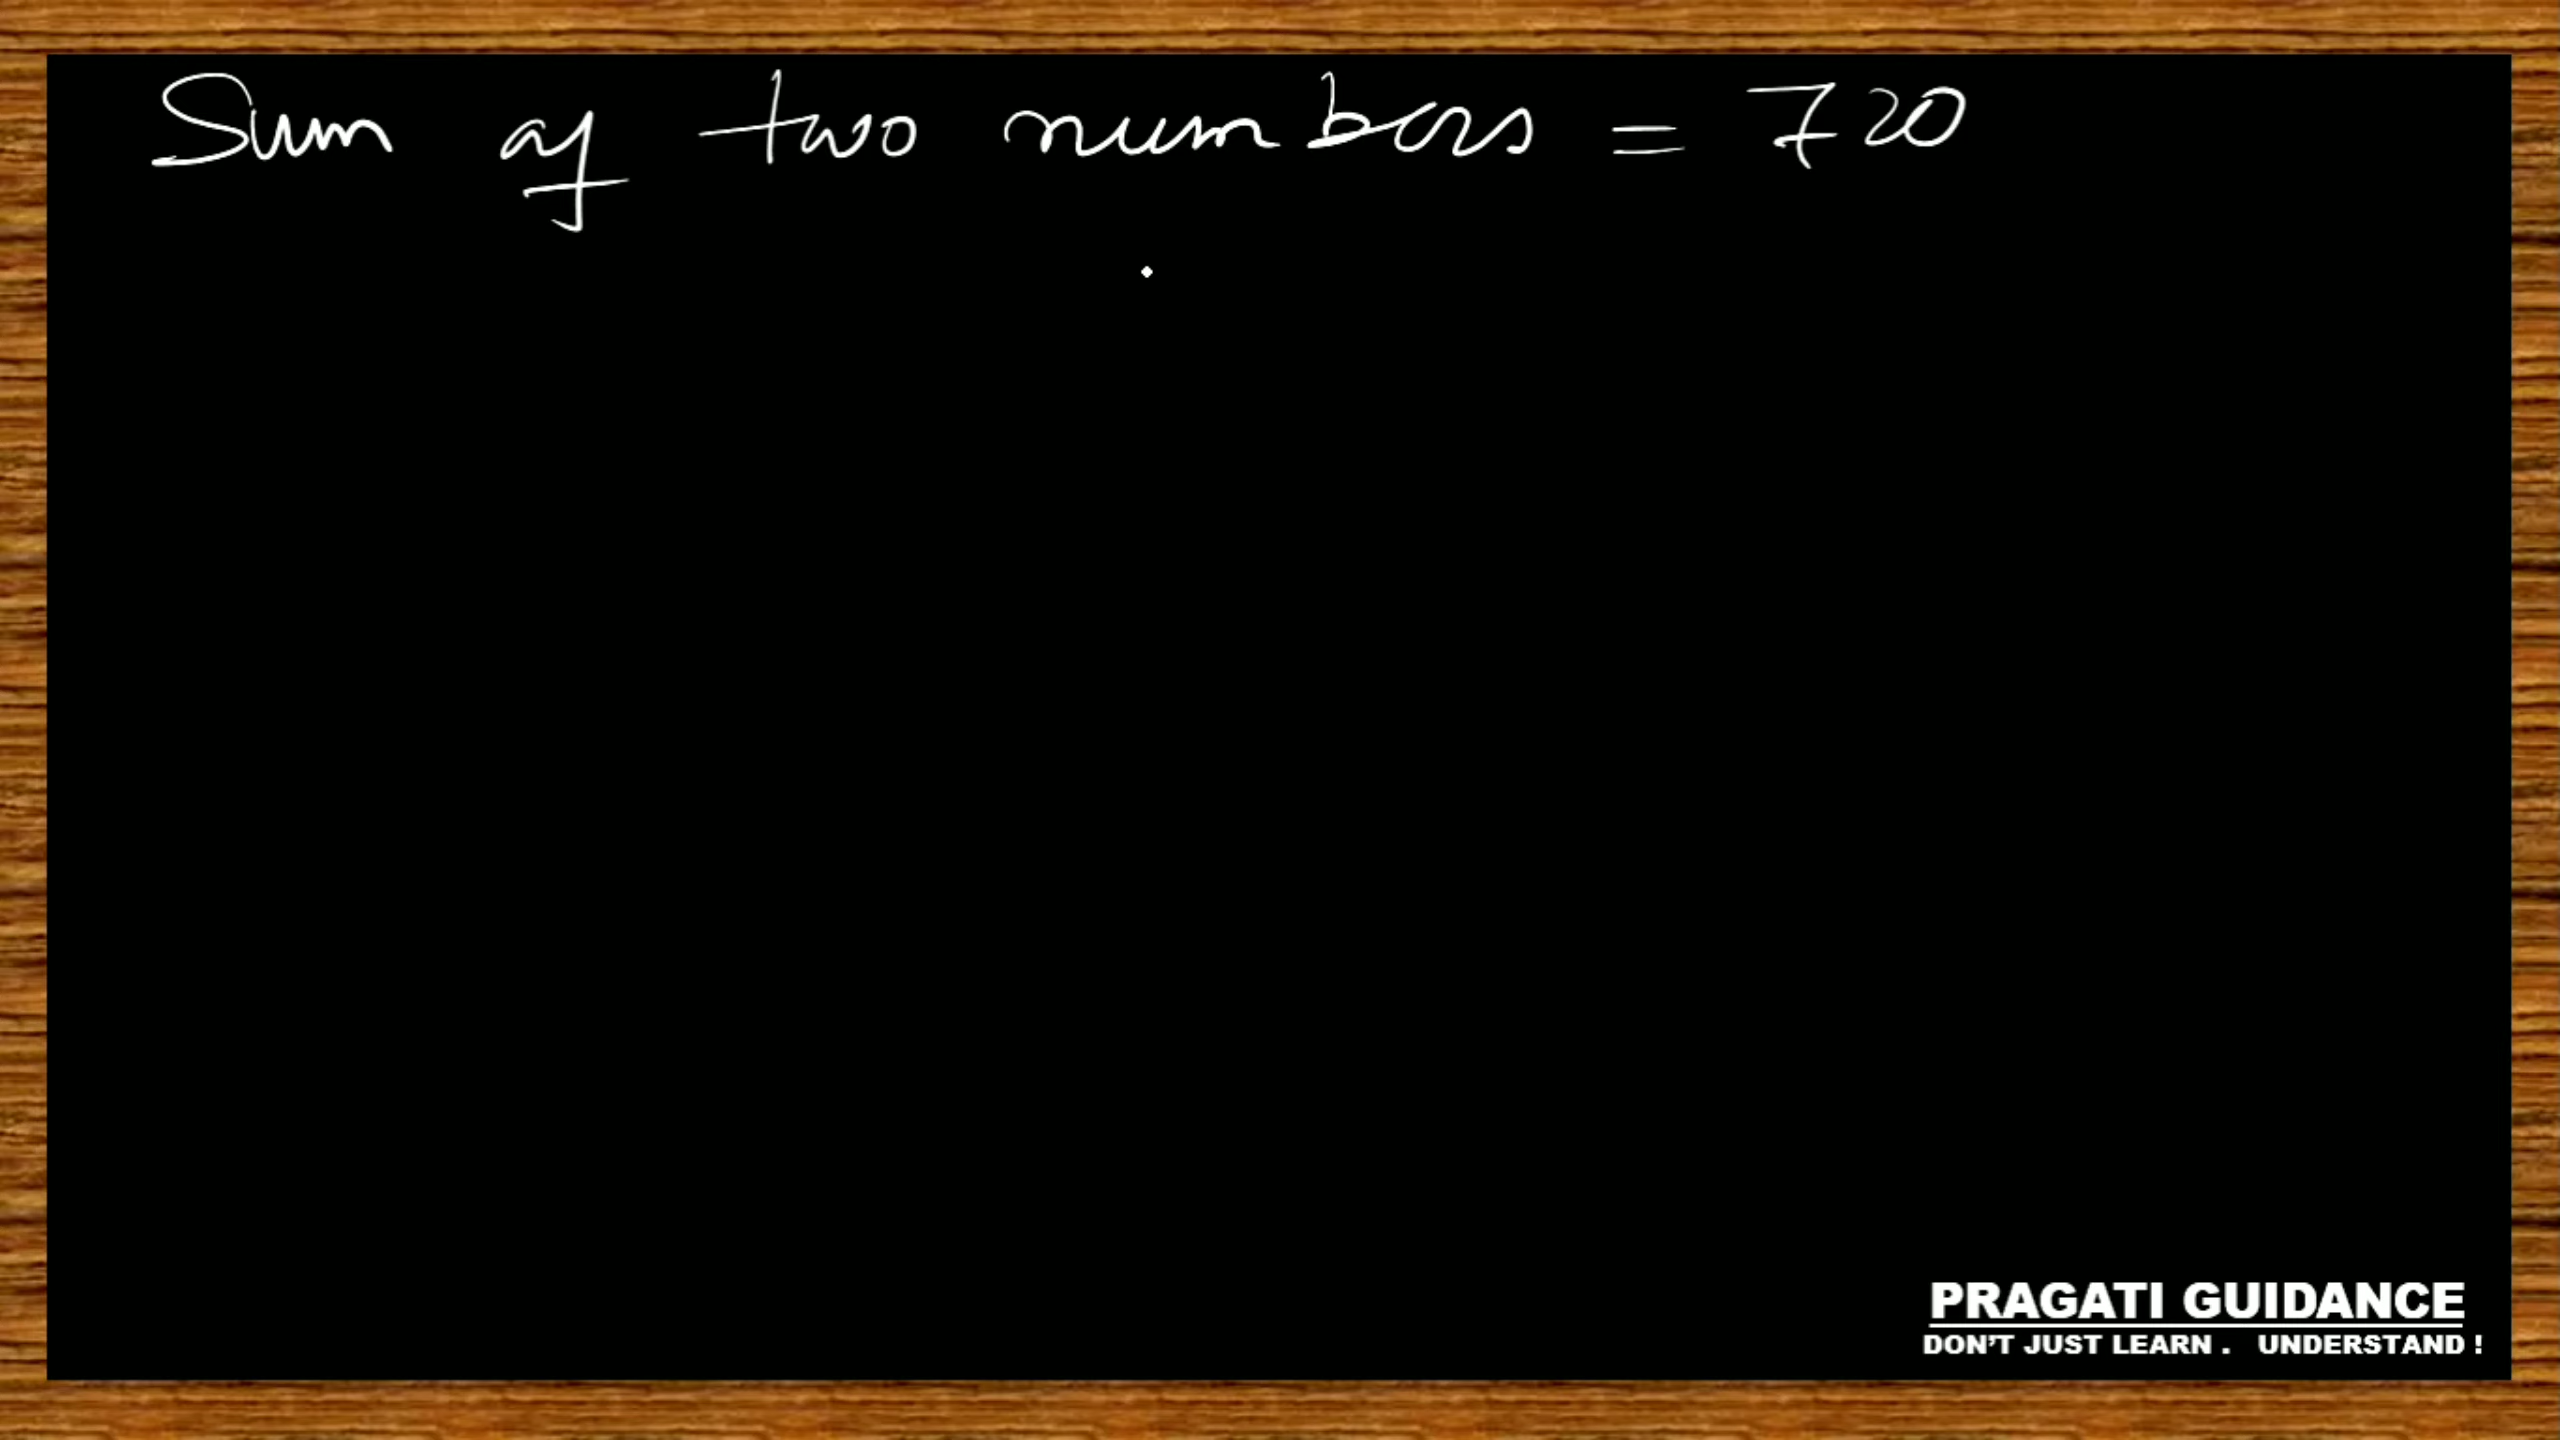 Sum of two numbers = 720
PRAGATI GUIDANCE
DON'T JUST LEARN. UNDERSTAND !